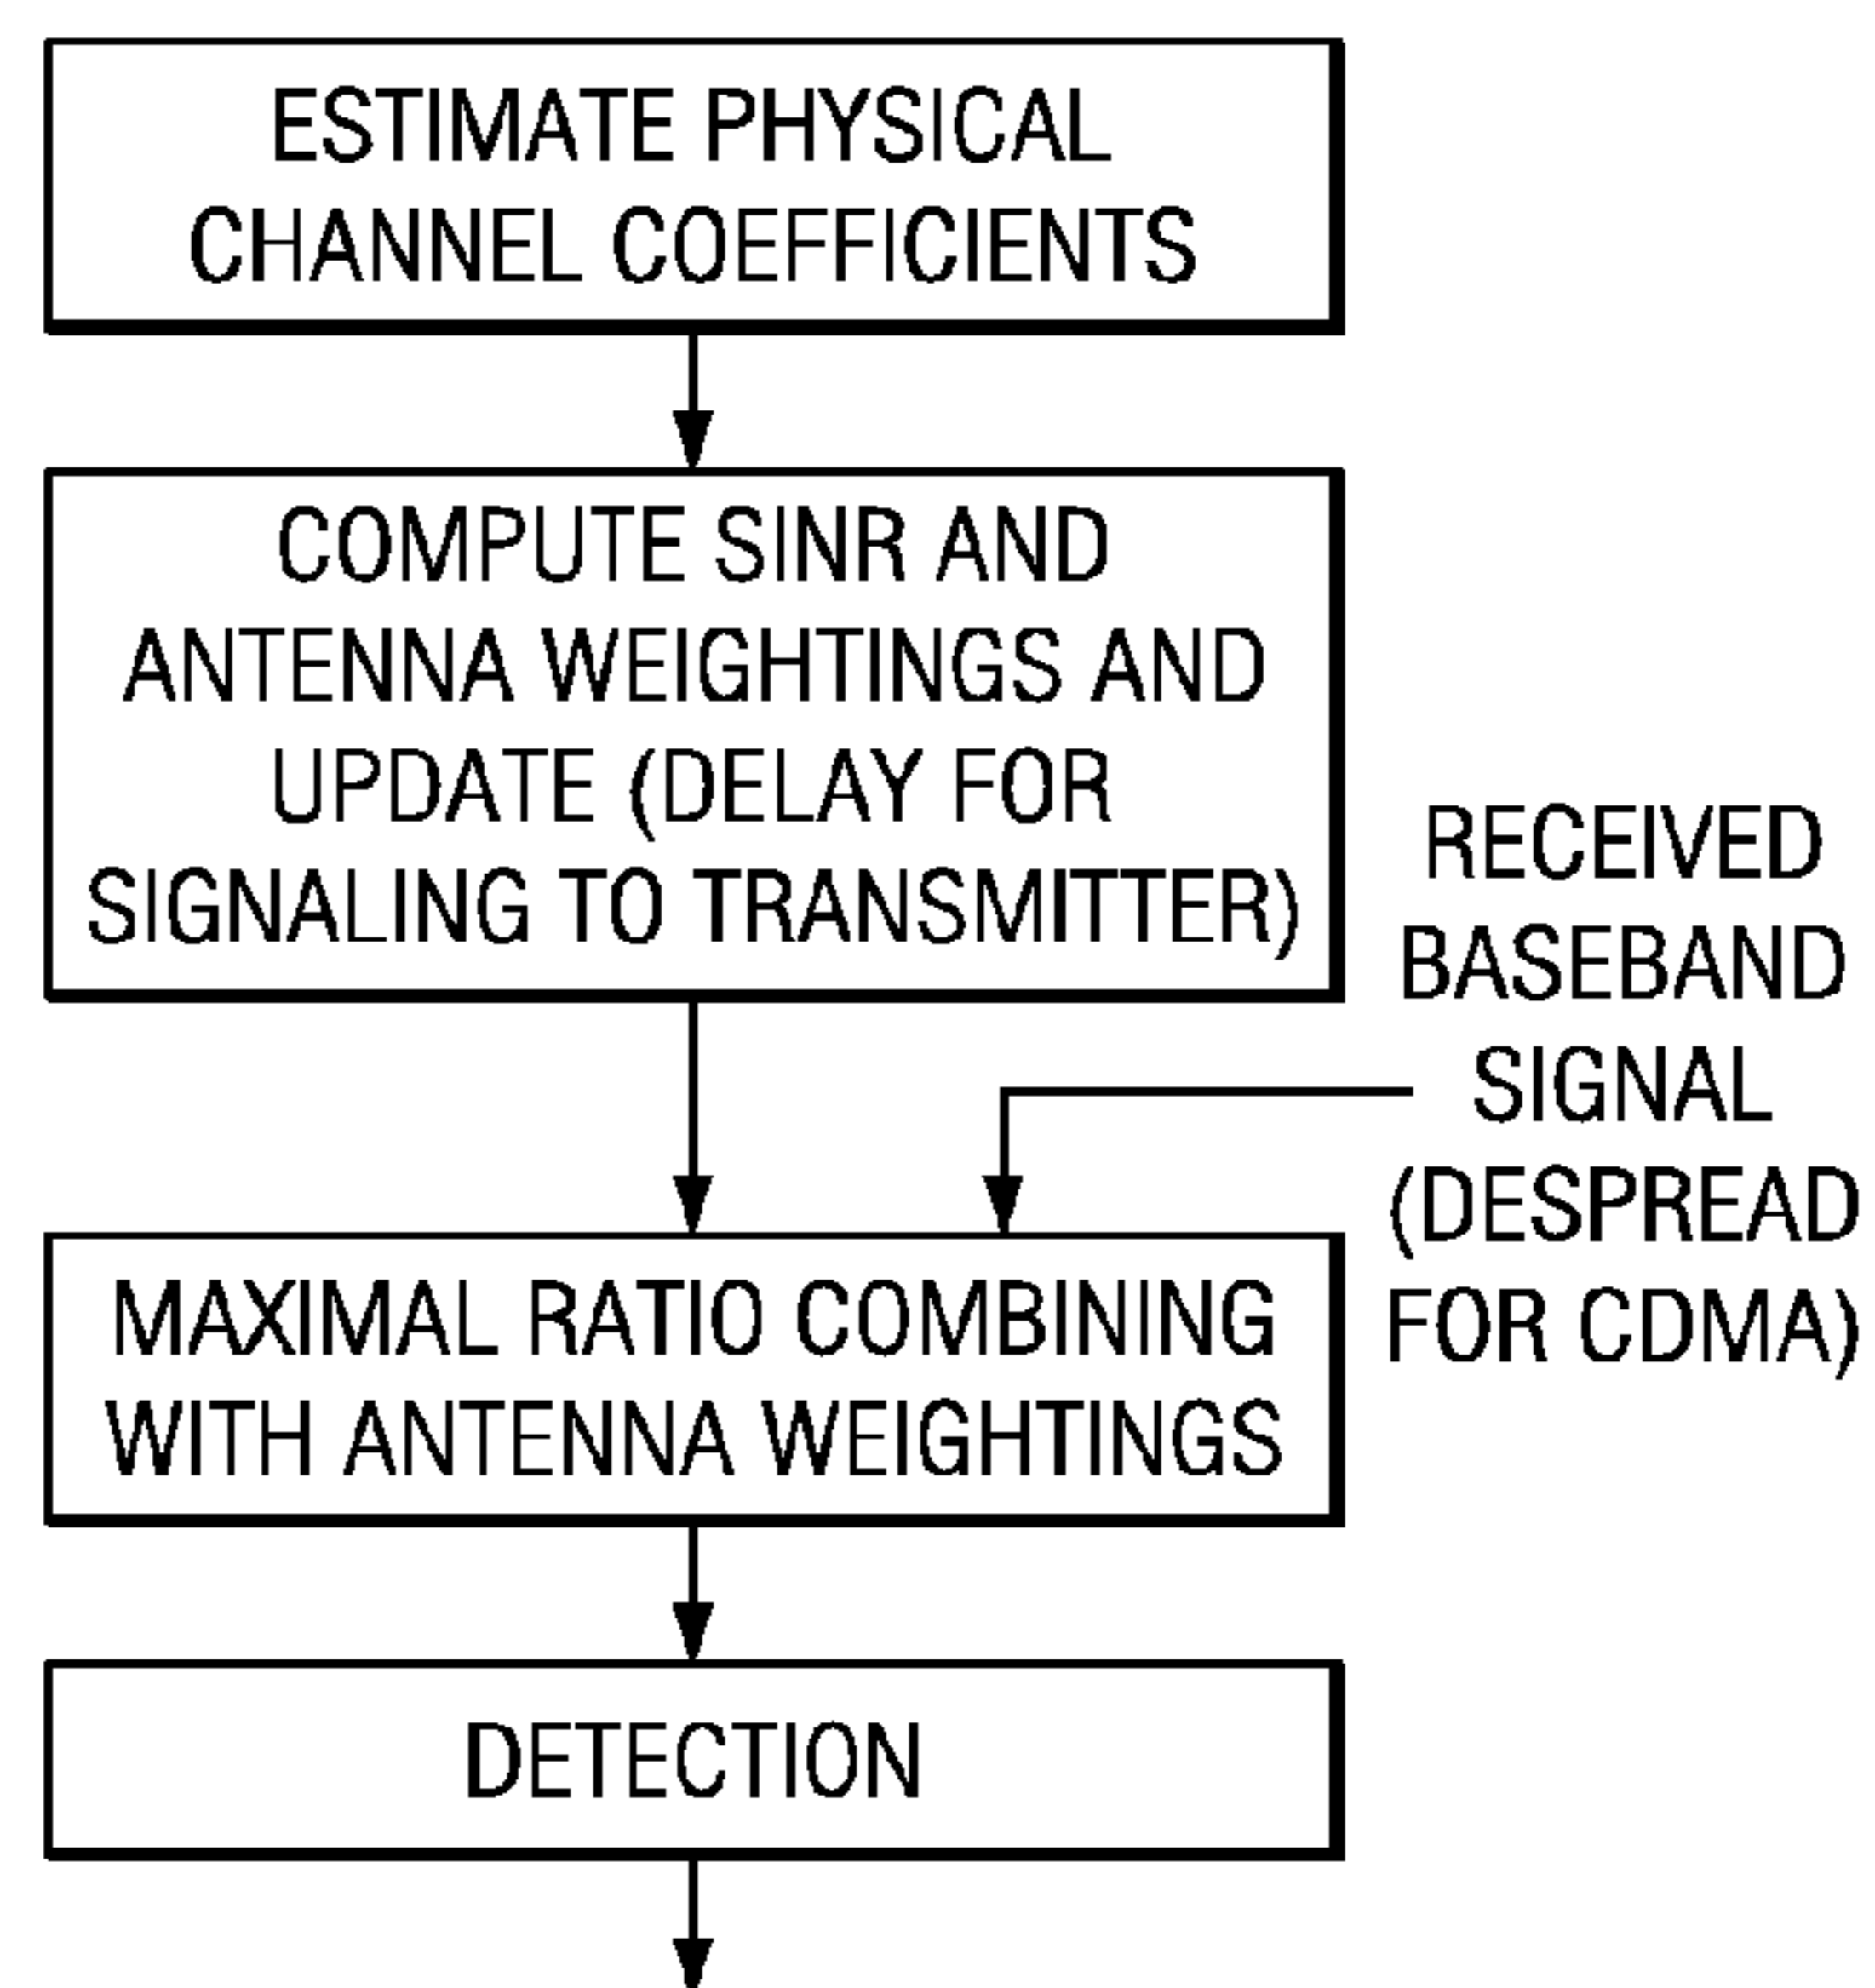 ESTIMATE PHYSICAL
CHANNEL COEFFICIENTS
COMPUTE SINR AND
ANTENNA WEIGHTINGS AND
UPDATE (DELAY FOR
SIGNALING TO TRANSMITTER)
RECEIVED
BASEBAND
SIGNAL
(DESPREAD
FOR CDMA)
MAXIMAL RATIO COMBINING
WITH ANTENNA WEIGHTINGS
DETECTION